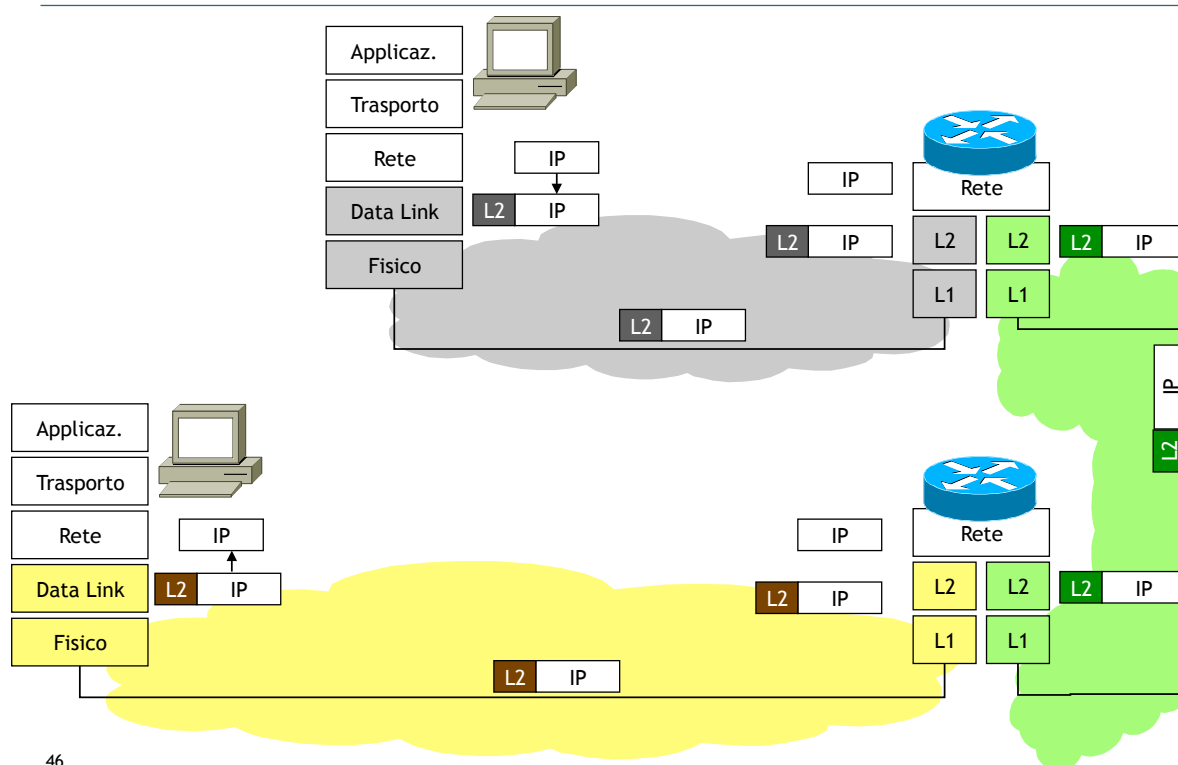 Applicaz.
Trasporto
Rete
IP
Data Link
L2 IP
Fisico
L2 IP
IP
Rete
L2 IP
L2 L2
L2 IP
L1 L1
IP
L2
Applicaz.
Trasporto
Rete
IP
Data Link
L2 IP
Fisico
L2 IP
IP
Rete
L2 IP
L2 L2
L2 IP
L1 L1
46